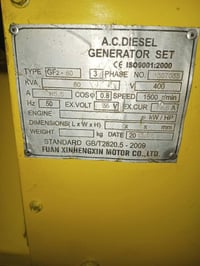 A.C.DIESEL
GENERATOR SET
CE ISO9001:2000
TYPE GF2-50 3 PHASE NO.
KVA 60 V 400
A COSφ 0.8 SPEED 1500 r/min
Hz 50 EX.VOLT V EX.CUR A
ENGINE kW / HP
DIMENSIONS(L x W x H) x x mm
WEIGHT kg DATE 20
STANDARD GB/T2820.5-2009
FUAN XINHENGXIN MOTOR CO.,LTD.